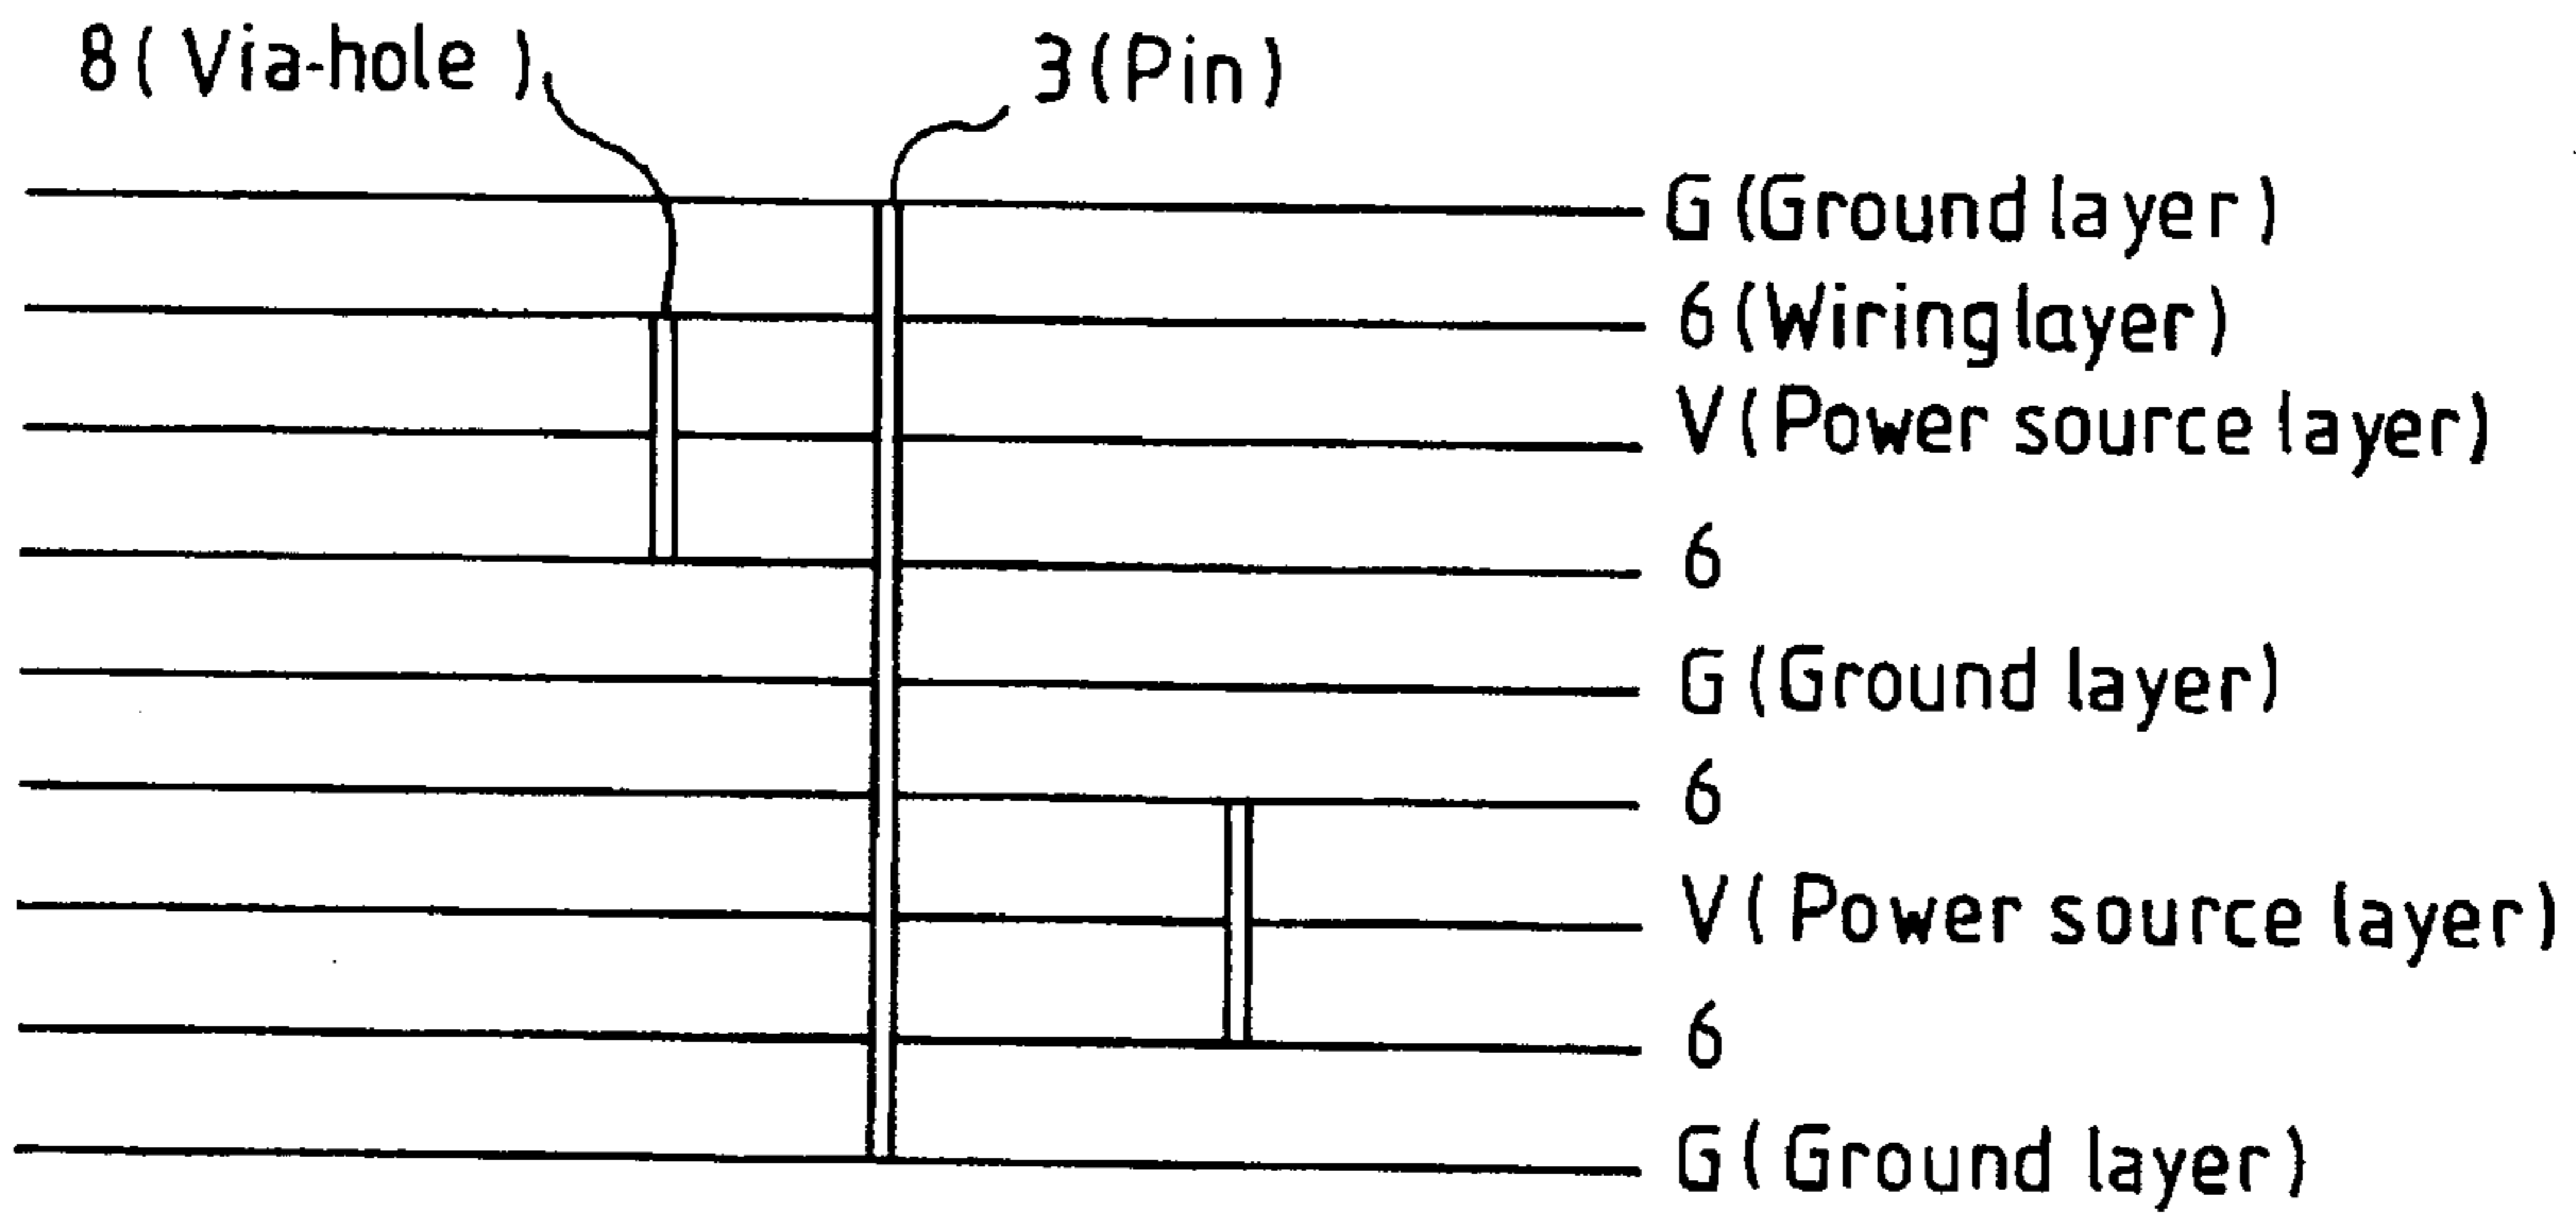 8 ( Via-hole )
3 (Pin)
G (Ground layer)
6 (Wiring layer)
V (Power source layer)
6
G (Ground layer)
6
V ( Power source layer)
6
G ( Ground layer)